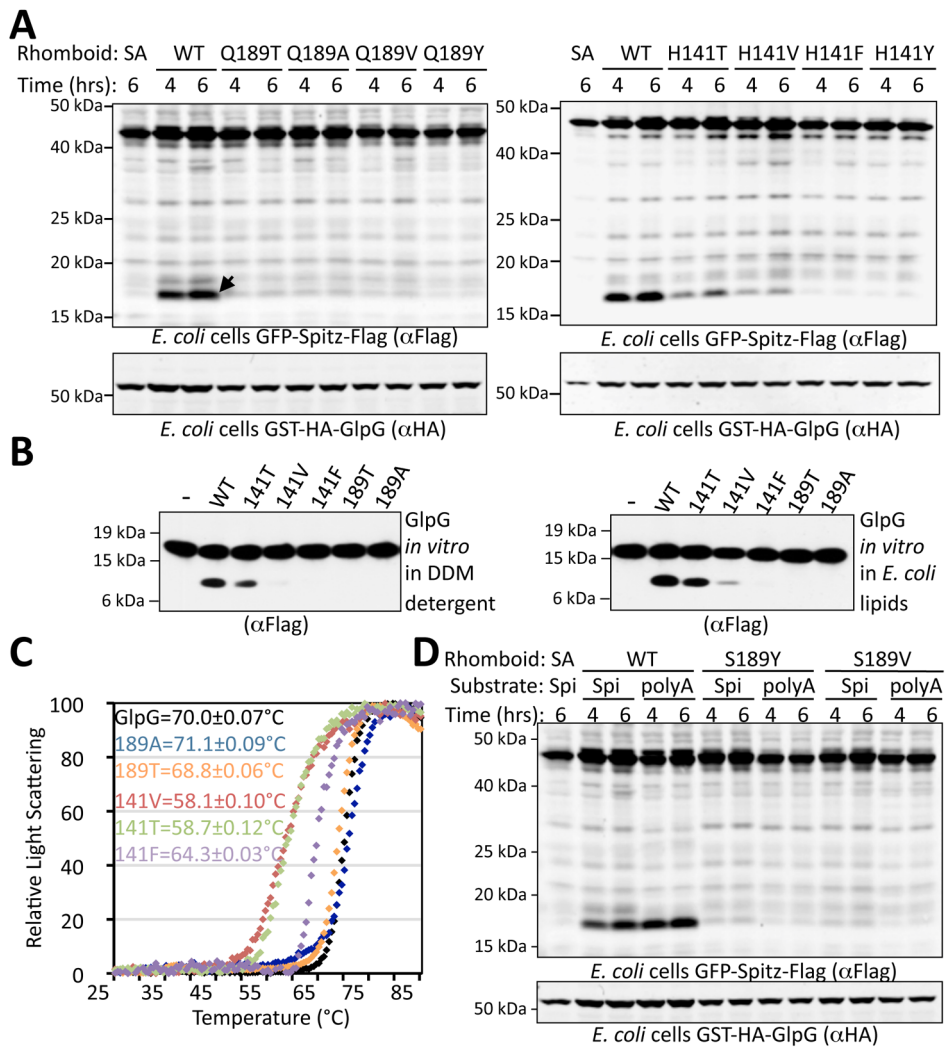 A
Rhomboid: SA WT Q189T Q189A Q189V Q189Y
Time (hrs): 6 4 6 4 6 4 6 4 6 4 6
50 kDa
40 kDa
25 kDa
20 kDa
15 kDa
E. coli cells GFP-Spitz-Flag (αFlag)
50 kDa
E. coli cells GST-HA-GlpG (αHA)
SA WT H141T H141V H141F H141Y
6 4 6 4 6 4 6 4 6 4 6
50 kDa
40 kDa
25 kDa
20 kDa
15 kDa
E. coli cells GFP-Spitz-Flag (αFlag)
50 kDa
E. coli cells GST-HA-GlpG (αHA)
B
- WT 141T 141V 141F 189T 189A
19 kDa
15 kDa
6 kDa
GlpG
in vitro
in DDM
detergent
(αFlag)
- WT 141T 141V 141F 189T 189A
19 kDa
15 kDa
6 kDa
GlpG
in vitro
in E. coli
lipids
(αFlag)
C
Relative Light Scattering
100
80
60
40
20
0
GlpG=70.0±0.07°C
189A=71.1±0.09°C
189T=68.8±0.06°C
141V=58.1±0.10°C
141T=58.7±0.12°C
141F=64.3±0.03°C
25 35 45 55 65 75 85
Temperature (°C)
D
Rhomboid: SA WT S189Y S189V
Substrate: Spi Spi polyA Spi polyA Spi polyA
Time (hrs): 6 4 6 4 6 4 6 4 6 4 6 4 6
50 kDa
40 kDa
25 kDa
20 kDa
15 kDa
E. coli cells GFP-Spitz-Flag (αFlag)
50 kDa
E. coli cells GST-HA-GlpG (αHA)